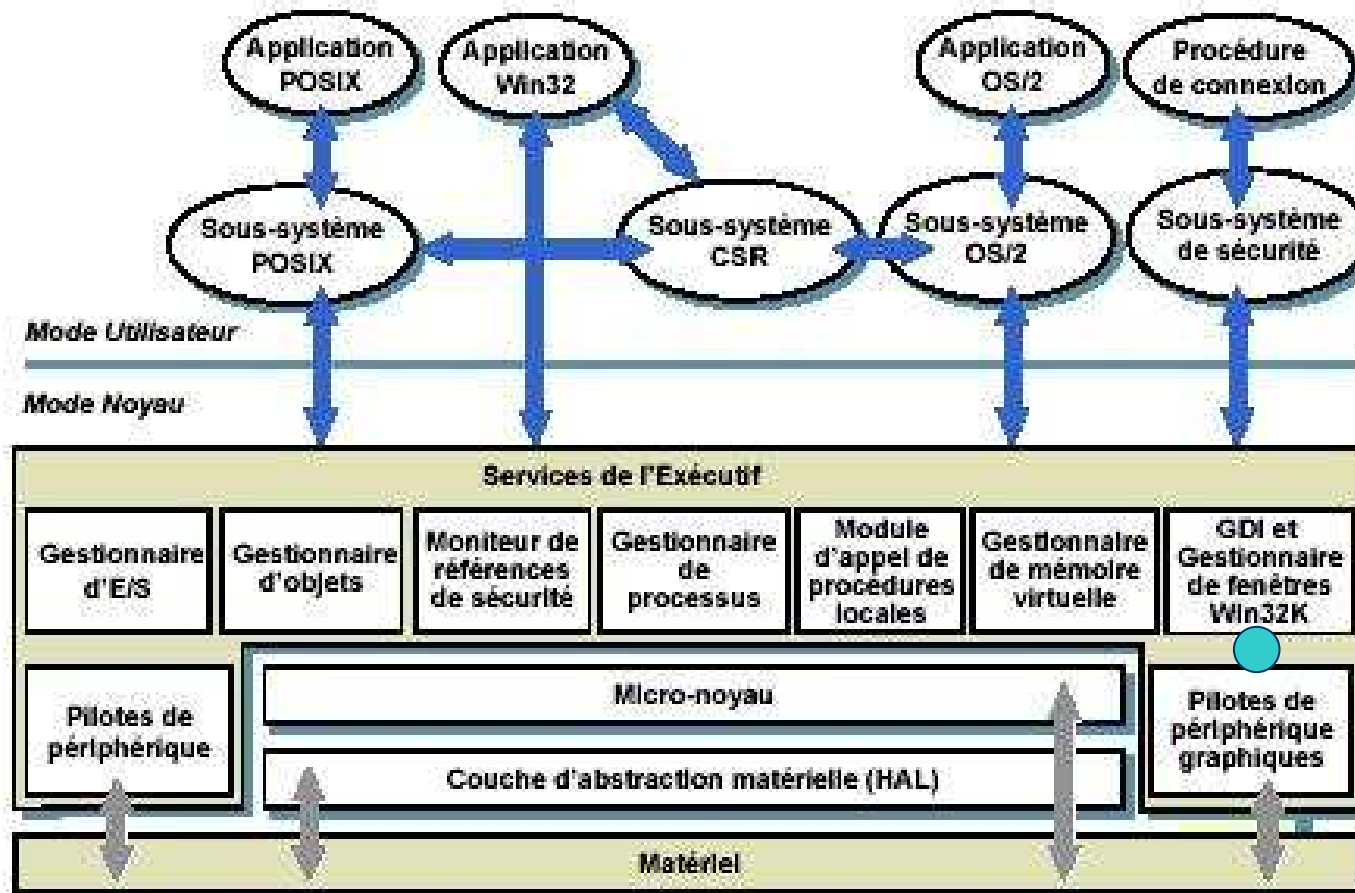 Application
POSIX
Application
Win32
Application
OS/2
Procédure
de connexion
Sous-système
POSIX
Sous-système
CSR
Sous-système
OS/2
Sous-système
de sécurité
Mode Utilisateur
Mode Noyau
Services de l'Exécutif
Gestionnaire
d'E/S
Gestionnaire
d'objets
Moniteur de
références
de sécurité
Gestionnaire
de
processus
Module
d'appel de
procédures
locales
Gestionnaire
de mémoire
virtuelle
GDI et
Gestionnaire
de fenêtres
Win32K
Pilotes de
périphérique
Micro-noyau
Couche d'abstraction matérielle (HAL)
Pilotes de
périphérique
graphiques
Matériel